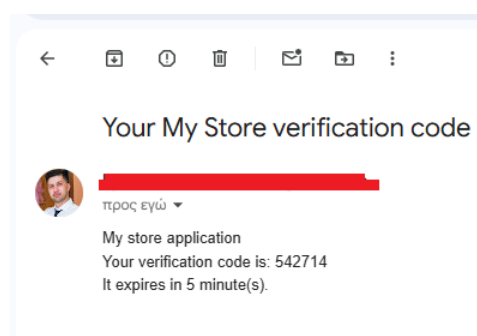 Your My Store verification code
προς εγώ
My store application
Your verification code is: 542714
It expires in 5 minute(s).